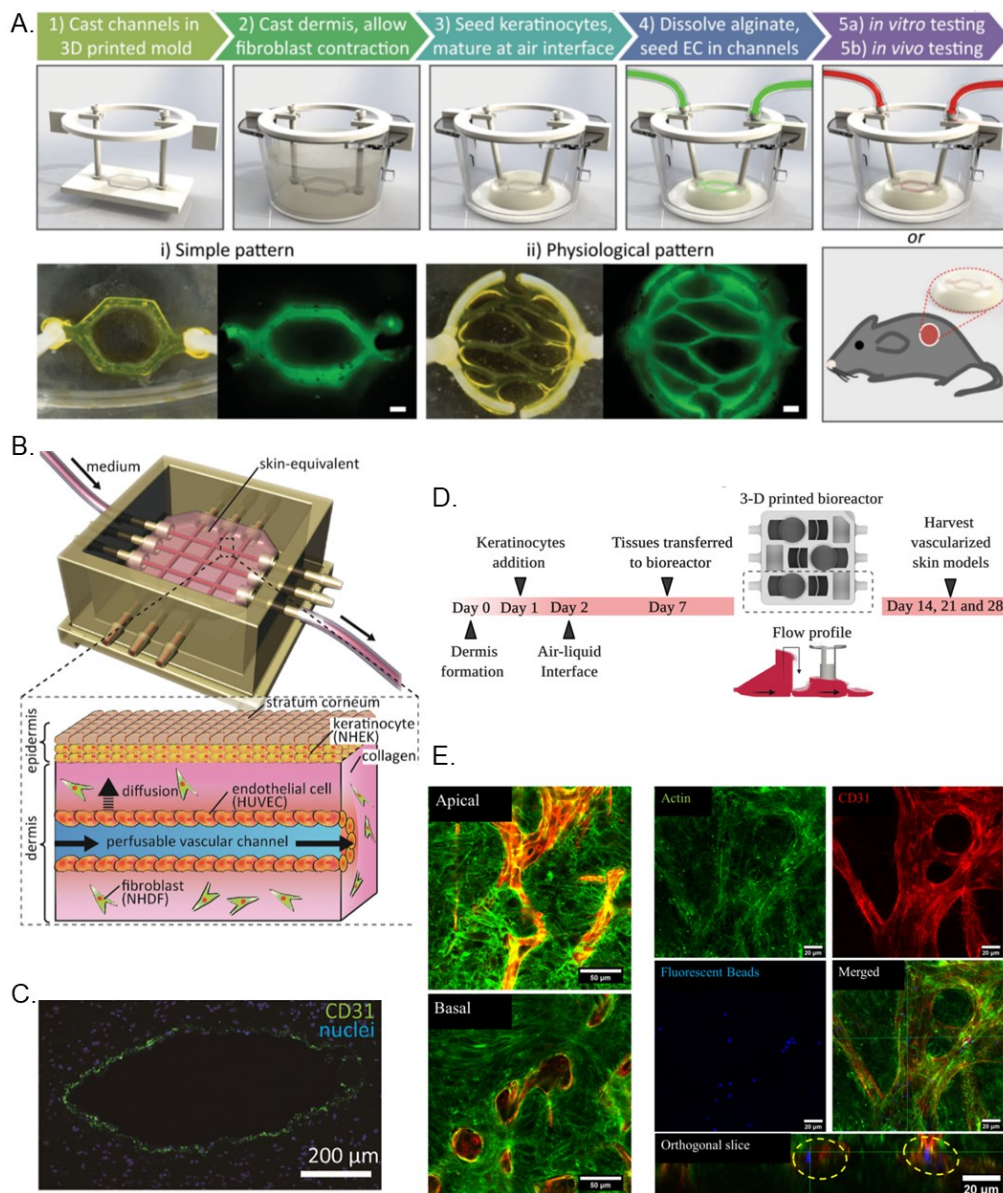 A.
1) Cast channels in
3D printed mold
2) Cast dermis, allow
fibroblast contraction
3) Seed keratinocytes,
mature at air interface
4) Dissolve alginate,
seed EC in channels
5a) in vitro testing
5b) in vivo testing
i) Simple pattern
ii) Physiological pattern
or
B.
medium
skin-equivalent
stratum corneum
keratinocyte
(NHEK)
collagen
epidermis
diffusion
endothelial cell
(HUVEC)
dermis
perfusable vascular channel
fibroblast
(NHDF)
C.
CD31
nuclei
200 µm
D.
3-D printed bioreactor
Keratinocytes
addition
Tissues transferred
to bioreactor
Harvest
vascularized
skin models
Day 0
Day 1
Day 2
Day 7
Day 14, 21 and 28
Dermis
formation
Air-liquid
Interface
Flow profile
E.
Apical
50 µm
Basal
50 µm
Actin
20 µm
CD31
20 µm
Fluorescent Beads
20 µm
Merged
20 µm
Orthogonal slice
20 µm